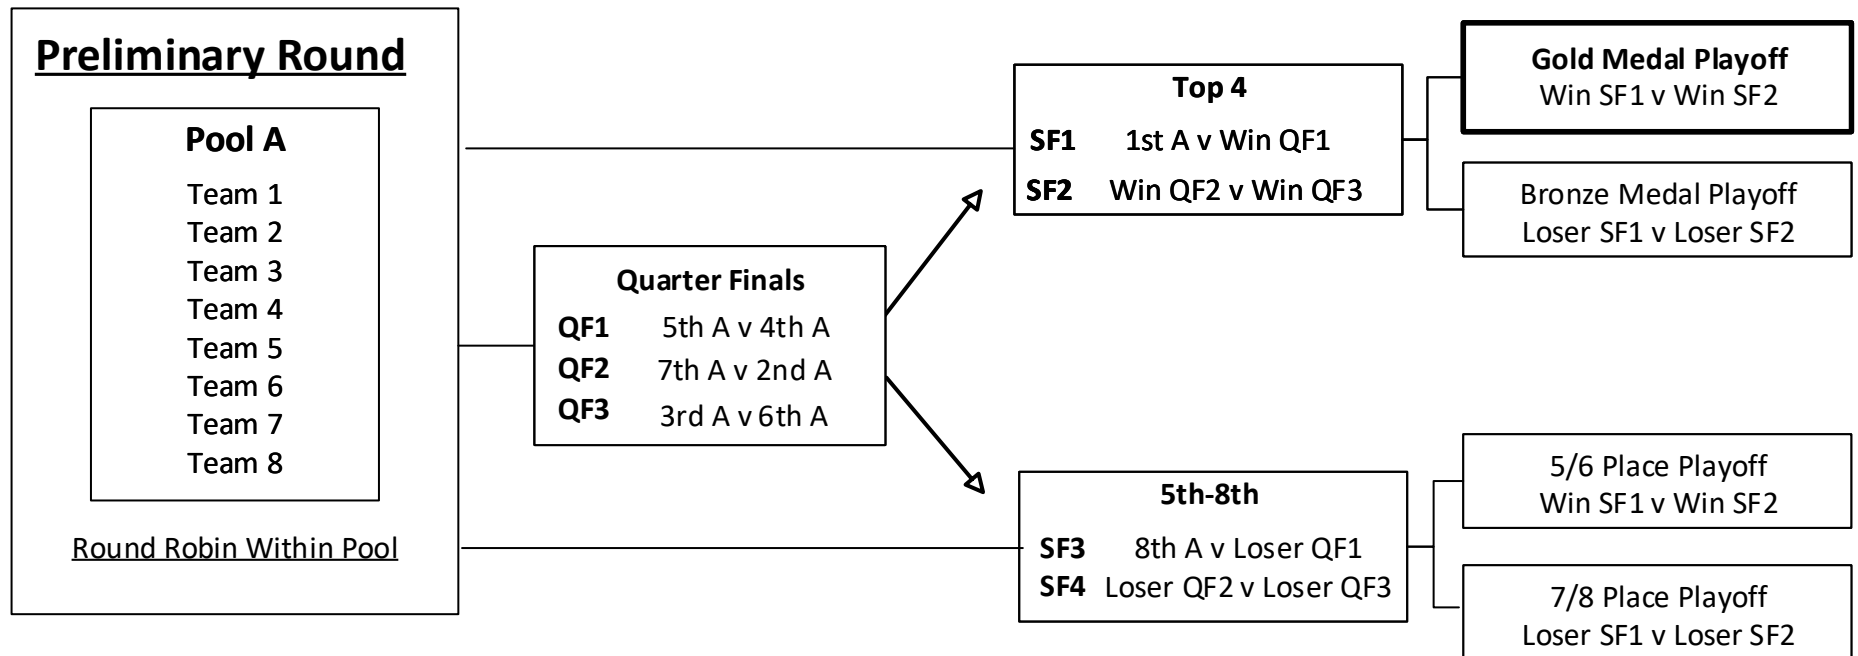 Preliminary Round
Pool A
Team 1
Team 2
Team 3
Team 4
Team 5
Team 6
Team 7
Team 8
Round Robin Within Pool
Quarter Finals
QF1 5th A v 4th A
QF2 7th A v 2nd A
QF3 3rd A v 6th A
Top 4
SF1 1st A v Win QF1
SF2 Win QF2 v Win QF3
5th-8th
SF3 8th A v Loser QF1
SF4 Loser QF2 v Loser QF3
Gold Medal Playoff
Win SF1 v Win SF2
Bronze Medal Playoff
Loser SF1 v Loser SF2
5/6 Place Playoff
Win SF1 v Win SF2
7/8 Place Playoff
Loser SF1 v Loser SF2